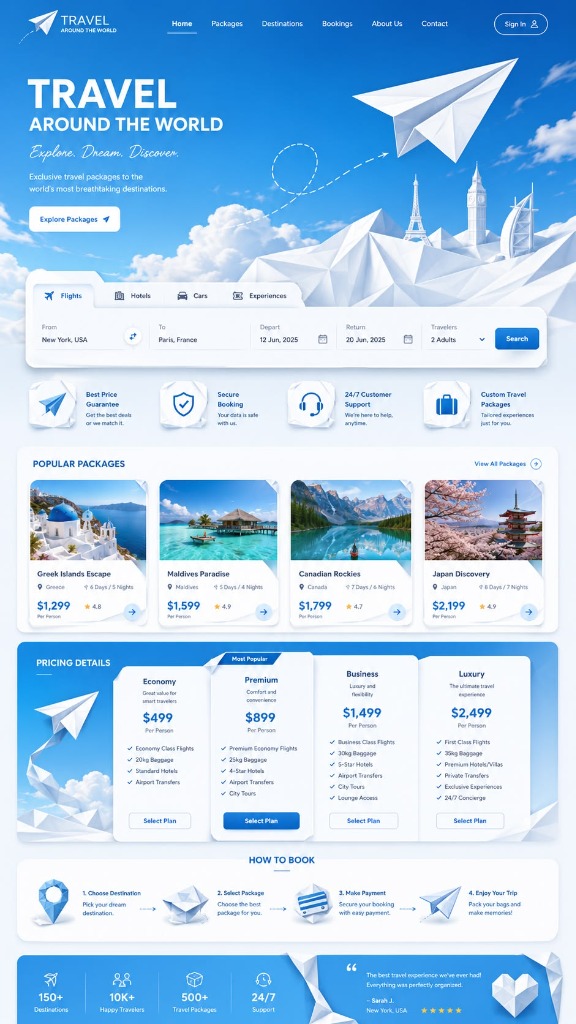 TRAVEL
AROUND THE WORLD
Home
Packages
Destinations
Bookings
About Us
Contact
Sign In
TRAVEL
AROUND THE WORLD
Explore. Dream. Discover.
Exclusive travel packages to the
world's most breathtaking destinations.
Explore Packages
Flights
Hotels
Cars
Experiences
From
New York, USA
To
Paris, France
Depart
12 Jun, 2025
Return
20 Jun, 2025
Travelers
2 Adults
Search
Best Price
Guarantee
Get the best deals
or we match it.
Secure
Booking
Your data is safe
with us.
24/7 Customer
Support
We're here to help,
anytime.
Custom Travel
Packages
Tailored experiences
just for you.
POPULAR PACKAGES
View All Packages
Greek Islands Escape
Greece
6 Days / 5 Nights
$1,299
4.8
Per Person
Maldives Paradise
Maldives
5 Days / 4 Nights
$1,599
4.9
Per Person
Canadian Rockies
Canada
7 Days / 6 Nights
$1,799
4.7
Per Person
Japan Discovery
Japan
8 Days / 7 Nights
$2,199
4.9
Per Person
PRICING DETAILS
Economy
Great value for
smart travelers
$499
Per Person
Economy Class Flights
20kg Baggage
Standard Hotels
Airport Transfers
Select Plan
Most Popular
Premium
Comfort and
convenience
$899
Per Person
Premium Economy Flights
25kg Baggage
4-Star Hotels
Airport Transfers
City Tours
Select Plan
Business
Luxury and
flexibility
$1,499
Per Person
Business Class Flights
30kg Baggage
5-Star Hotels
Airport Transfers
City Tours
Lounge Access
Select Plan
Luxury
The ultimate travel
experience
$2,499
Per Person
First Class Flights
35kg Baggage
Premium Hotels/Villas
Private Transfers
Exclusive Experiences
24/7 Concierge
Select Plan
HOW TO BOOK
1. Choose Destination
Pick your dream
destination.
2. Select Package
Choose the best
package for you.
3. Make Payment
Secure your booking
with easy payment.
4. Enjoy Your Trip
Pack your bags and
make memories!
150+
Destinations
10K+
Happy Travelers
500+
Travel Packages
24/7
Support
“
The best travel experience we've ever had!
Everything was perfectly organized.
– Sarah J.
New York, USA